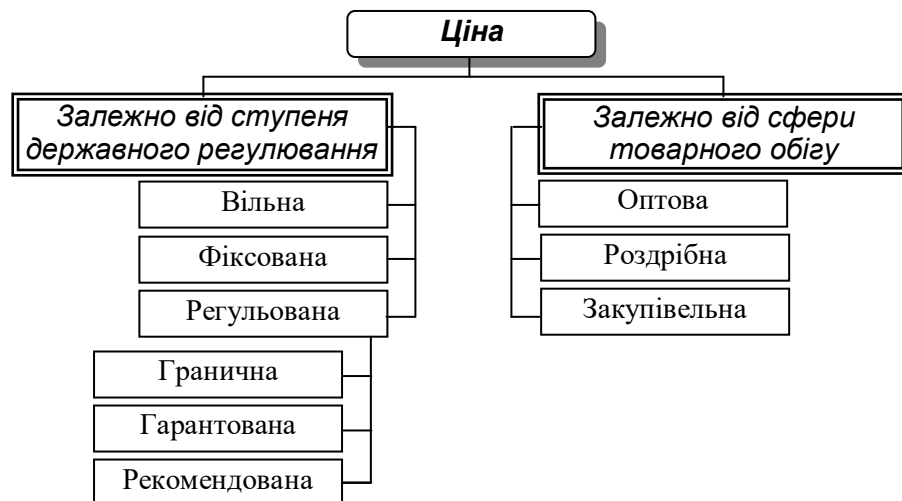 Ціна
Залежно від ступеня
державного регулювання
Вільна
Фіксована
Регульована
Гранична
Гарантована
Рекомендована
Залежно від сфери
товарного обігу
Оптова
Роздрібна
Закупівельна